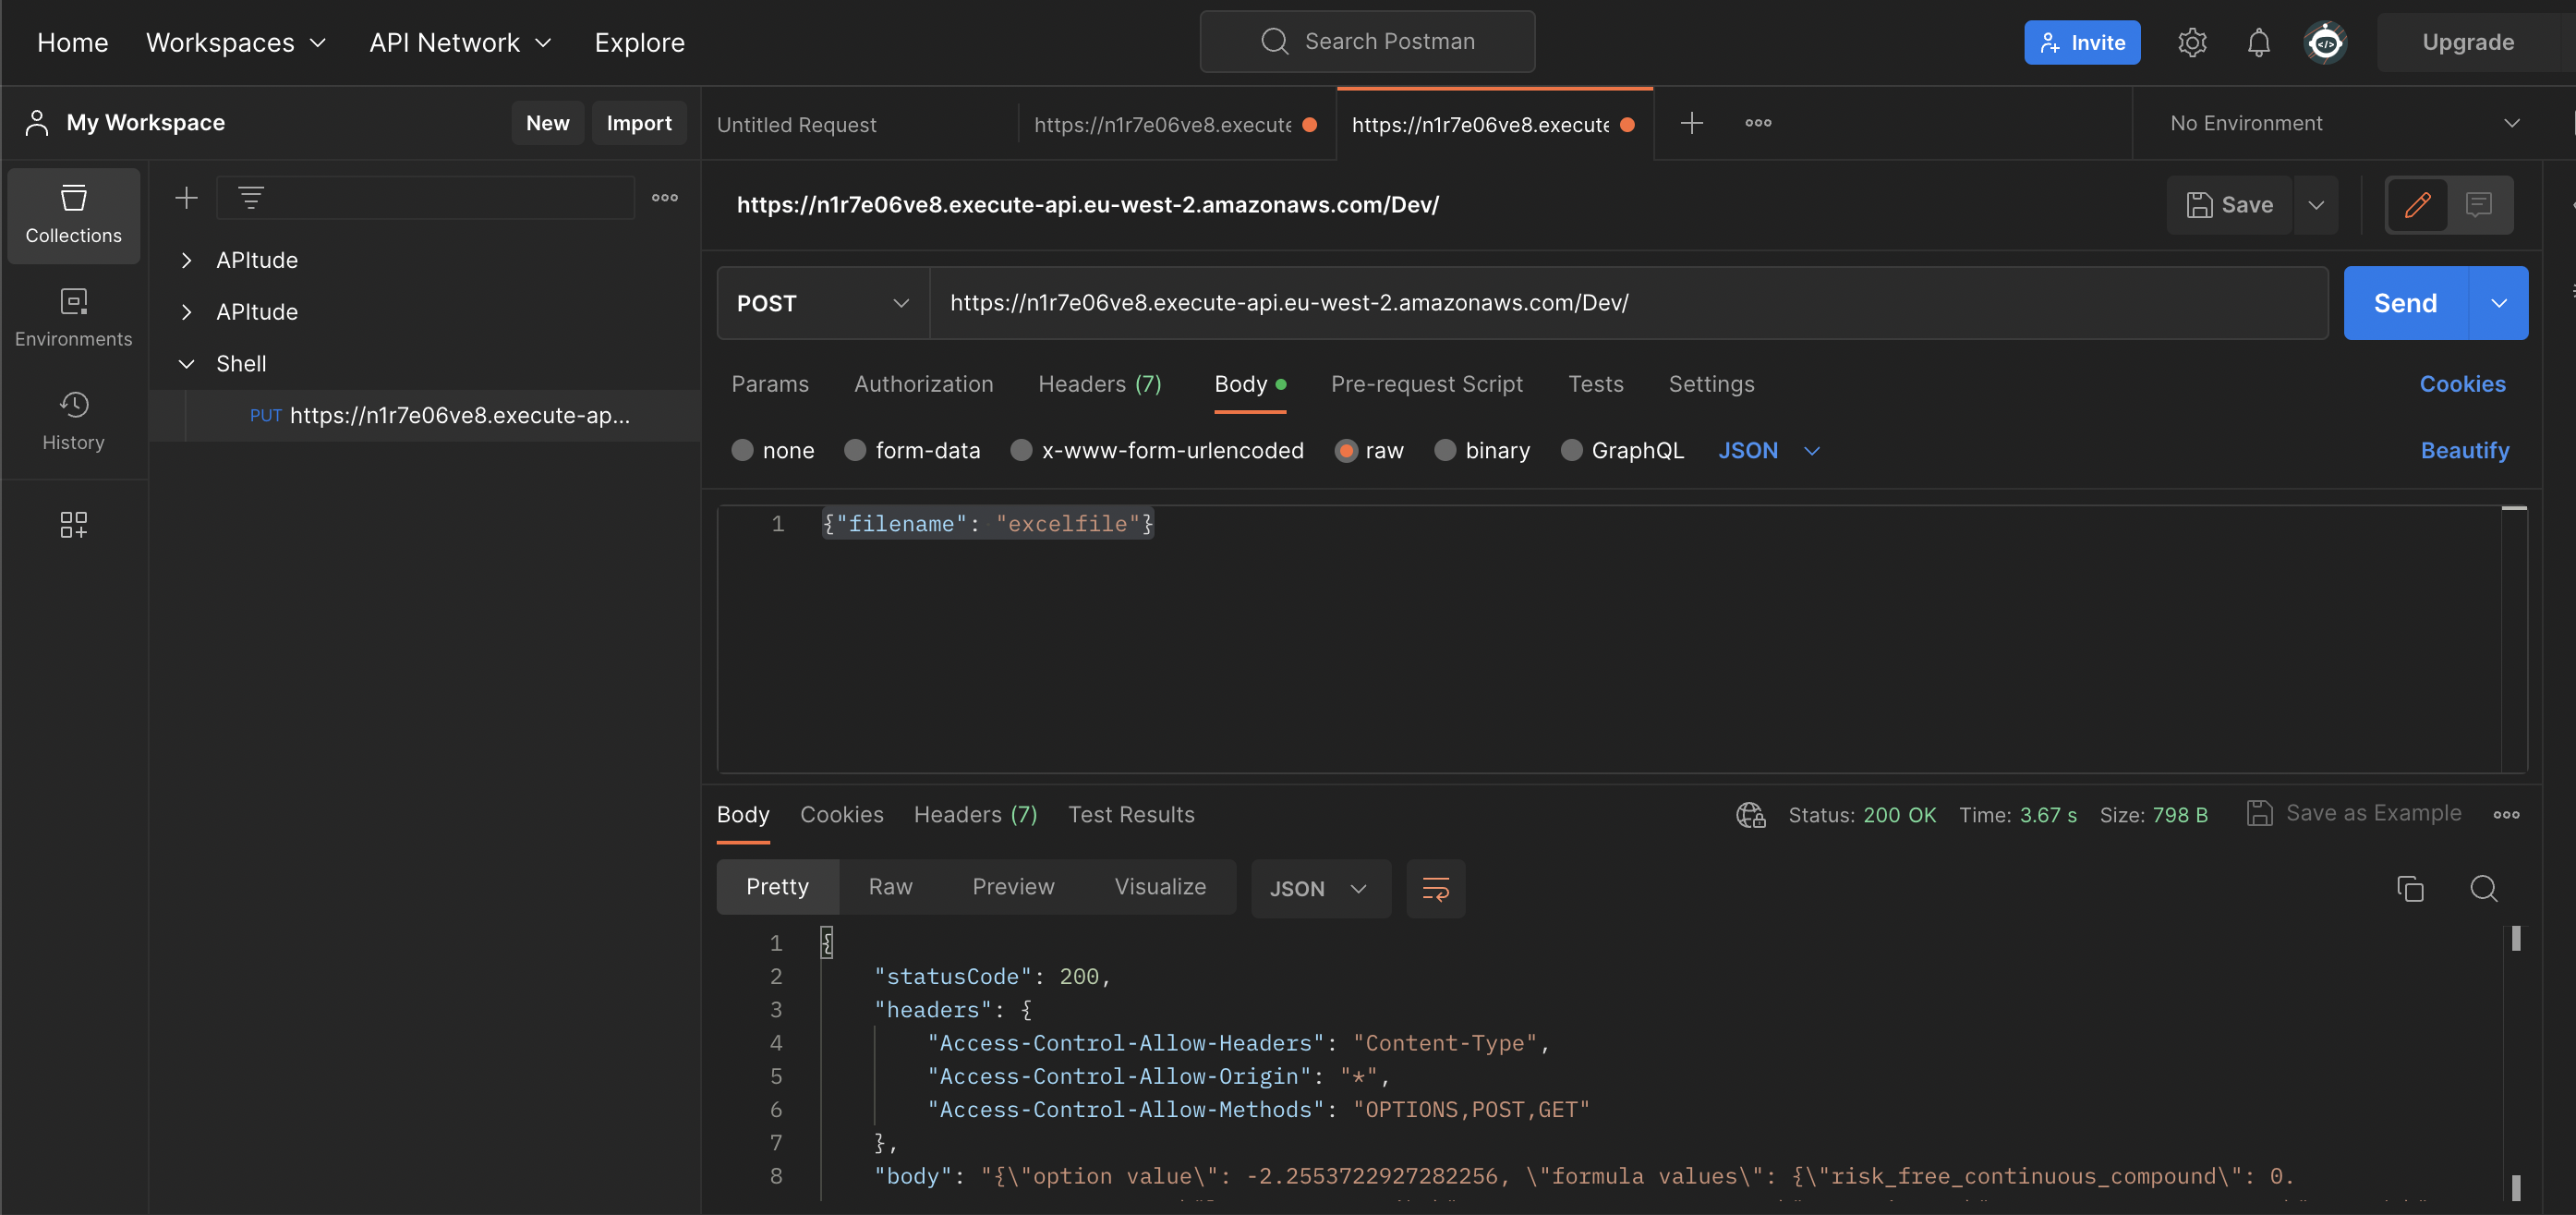 Home Workspaces API Network Explore Search Postman Invite Upgrade
My Workspace New Import Untitled Request https://n1r7e06ve8.execute https://n1r7e06ve8.execute No Environment
Collections
Environments
History
APItude
APItude
Shell
PUT https://n1r7e06ve8.execute-ap...
https://n1r7e06ve8.execute-api.eu-west-2.amazonaws.com/Dev/ Save
POST https://n1r7e06ve8.execute-api.eu-west-2.amazonaws.com/Dev/ Send
Params Authorization Headers (7) Body Pre-request Script Tests Settings Cookies
none form-data x-www-form-urlencoded raw binary GraphQL JSON Beautify
1 {"filename": "excelfile"}
Body Cookies Headers (7) Test Results Status: 200 OK Time: 3.67 s Size: 798 B Save as Example
Pretty Raw Preview Visualize JSON
1 {
2 "statusCode": 200,
3 "headers": {
4 "Access-Control-Allow-Headers": "Content-Type",
5 "Access-Control-Allow-Origin": "*",
6 "Access-Control-Allow-Methods": "OPTIONS,POST,GET"
7 },
8 "body": "{\"option value\": -2.2553722927282256, \"formula values\": {\"risk_free_continuous_compound\": 0.